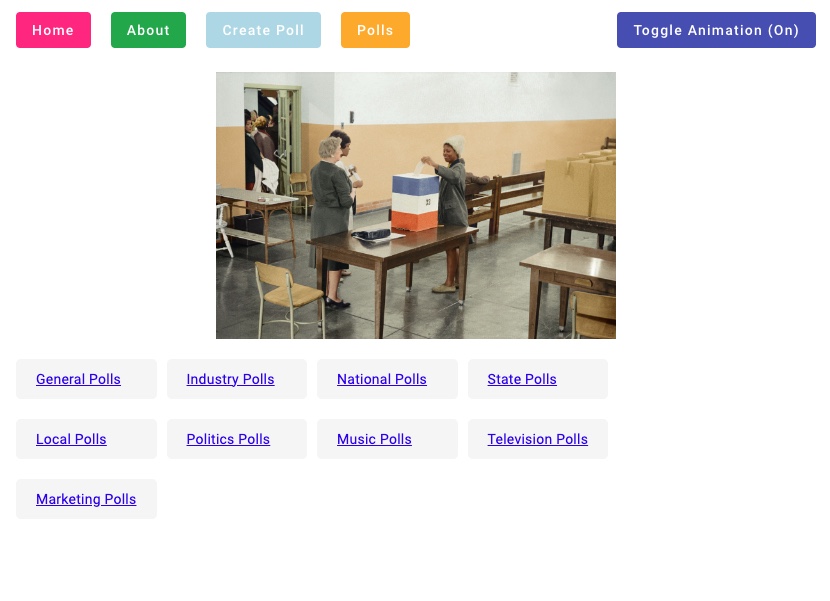 Home About Create Poll Polls Toggle Animation (On)
General Polls Industry Polls National Polls State Polls
Local Polls Politics Polls Music Polls Television Polls
Marketing Polls